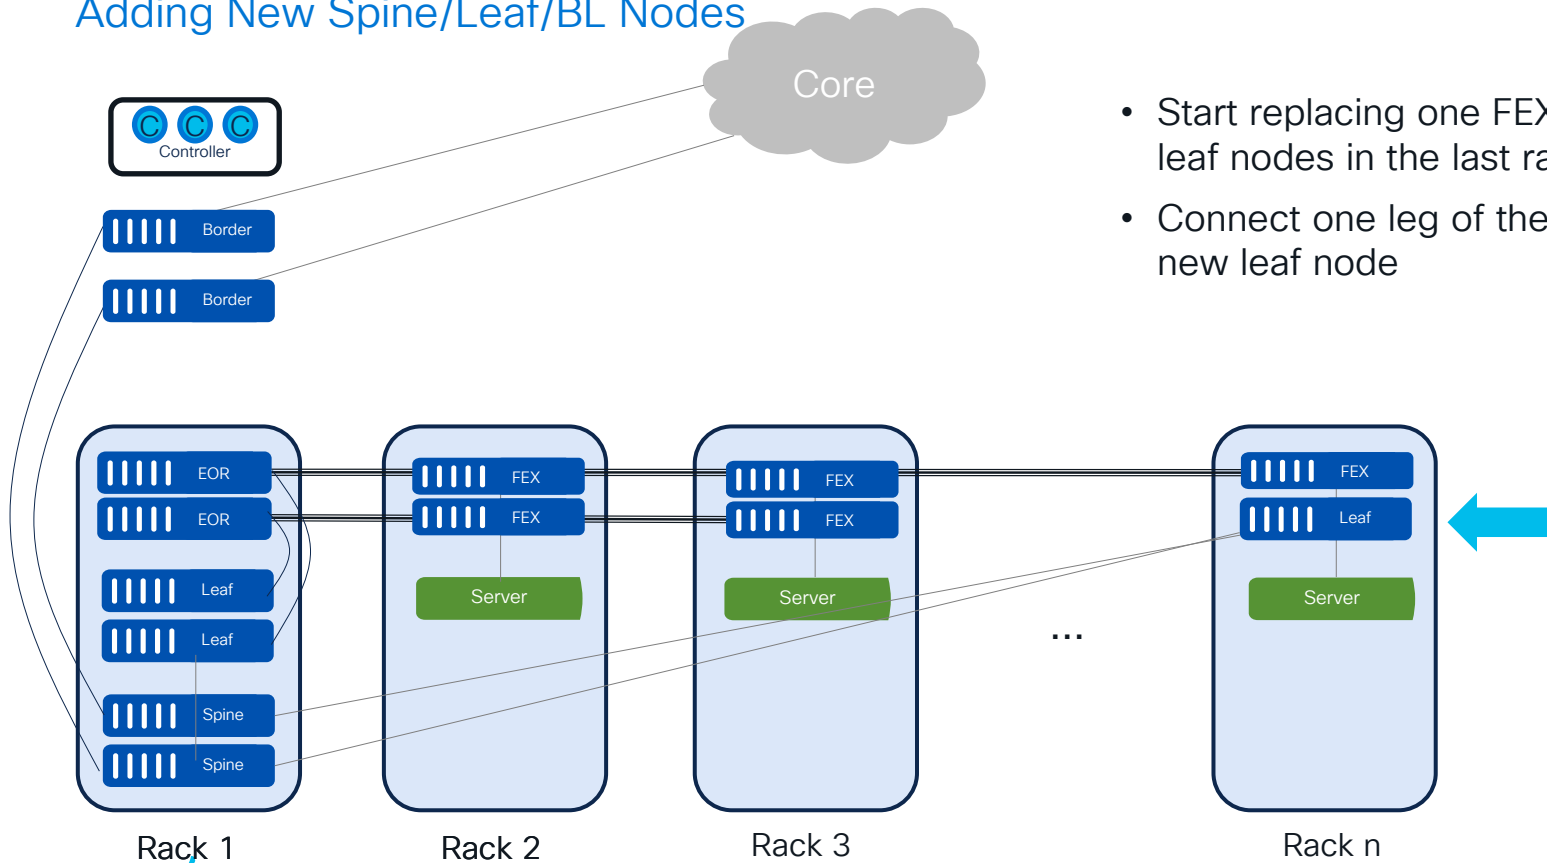 Adding New Spine/Leaf/BL Nodes
Core
C C C
Controller
Border
Border
• Start replacing one FEX
leaf nodes in the last
• Connect one leg of the
new leaf node
EOR
EOR
Leaf
Leaf
Spine
Spine
FEX
FEX
Server
FEX
FEX
Server
...
FEX
Leaf
Server
Rack 1
Rack 2
Rack 3
Rack n